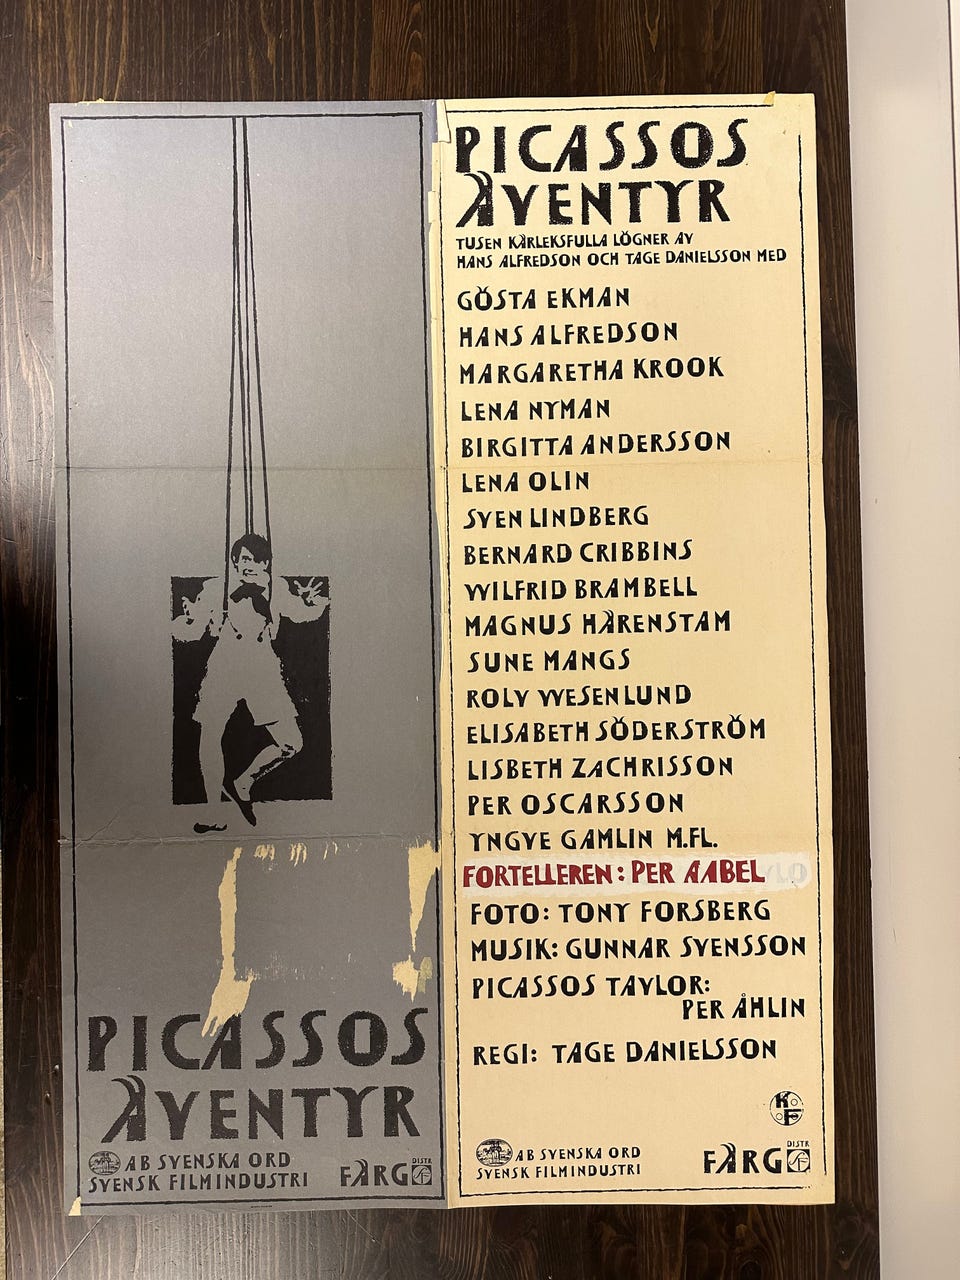 PICASSOS
ÄVENTYR
AB SVENSKA ORD
SVENSK FILMINDUSTRI
FÄRG
DISTR
SF
PICASSOS
ÄVENTYR
TUSEN KÄRLEKSFULLA LÖGNER AV
HANS ALFREDSON OCH TAGE DANIELSSON MED
GÖSTA EKMAN
HANS ALFREDSON
MARGARETHA KROOK
LENA NYMAN
BIRGITTA ANDERSSON
LENA OLIN
SVEN LINDBERG
BERNARD CRIBBINS
WILFRID BRAMBELL
MAGNUS HÄRENSTAM
SUNE MANGS
ROLV WESENLUND
ELISABETH SÖDERSTRÖM
LISBETH ZACHRISSON
PER OSCARSSON
YNGVE GAMLIN M.FL.
FORTELLEREN: PER AABEL
FOTO: TONY FORSBERG
MUSIK: GUNNAR SVENSSON
PICASSOS TAVLOR:
PER ÅHLIN
REGI: TAGE DANIELSSON
KF
AB SVENSKA ORD
SVENSK FILMINDUSTRI
FÄRG
DISTR
SF